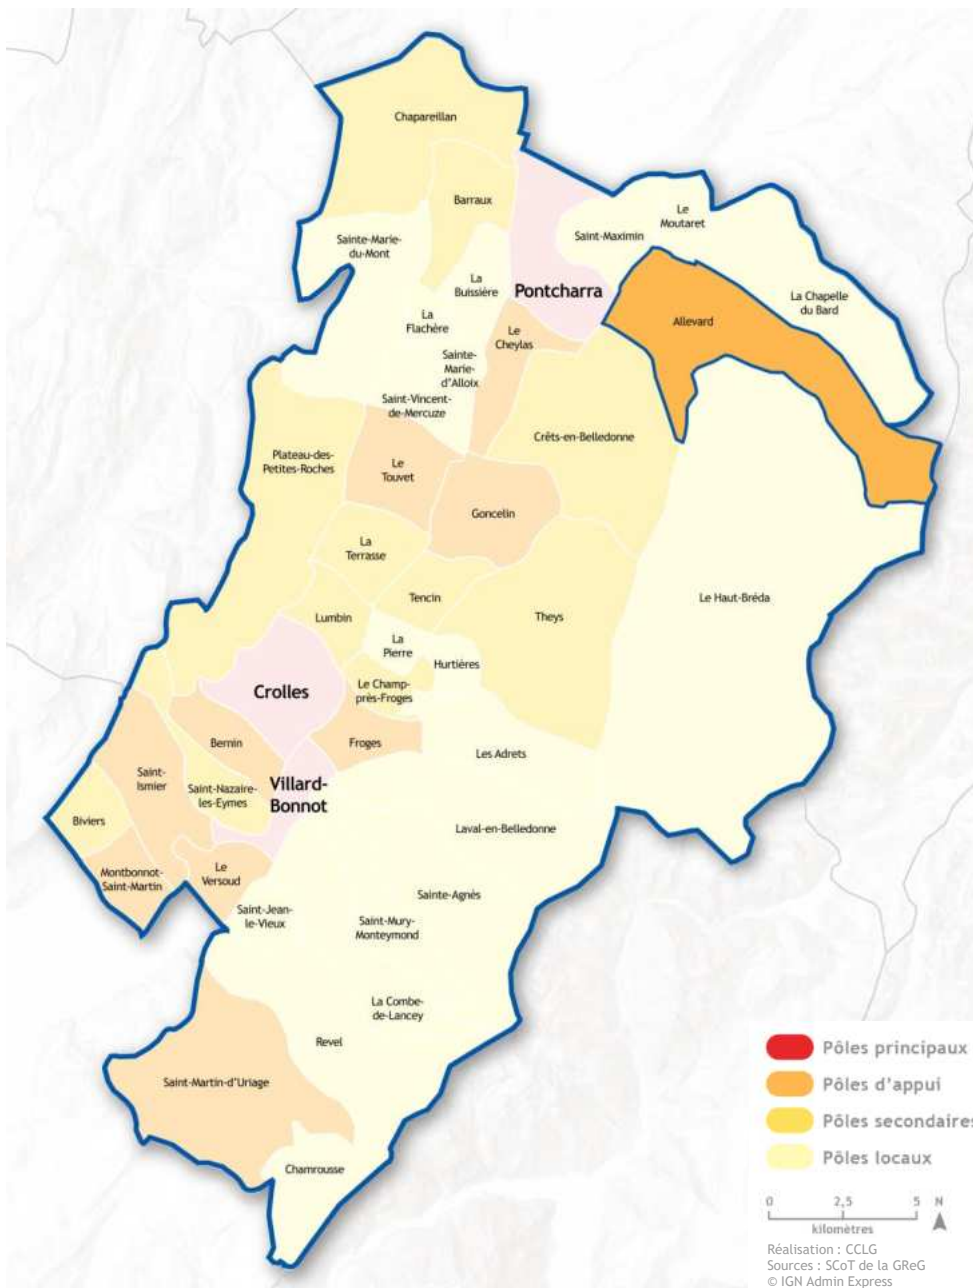 Chapareillan
Barraux
Le
Moutaret
Saint-Maximin
Sainte-Marie-
du-Mont
La
Buissière
Pontcharra
La Chapelle
du Bard
La
Flachère
Allevard
Le
Cheylas
Sainte-
Marie-
d'Alloix
Saint-Vincent-
de-Mercuze
Crêts-en-Belledonne
Plateau-des-
Petites-Roches
Le
Touvet
Goncelin
La
Terrasse
Tencin
Le Haut-Bréda
Lumbin
Theys
La
Pierre
Hurtières
Crolles
Le Champ-
près-Froges
Bernin
Froges
Les Adrets
Saint-
Ismier
Saint-Nazaire-
les-Eymes
Villard-
Bonnot
Biviers
Laval-en-Belledonne
Montbonnot-
Saint-Martin
Le
Versoud
Sainte-Agnès
Saint-Jean-
le-Vieux
Saint-Mury-
Monteymond
La Combe-
de-Lancey
Revel
Saint-Martin-d'Uriage
Chamrousse
Pôles principaux
Pôles d'appui
Pôles secondaires
Pôles locaux
0 2,5 5 N
kilomètres
Réalisation : CCLG
Sources : SCoT de la GReG
© IGN Admin Express